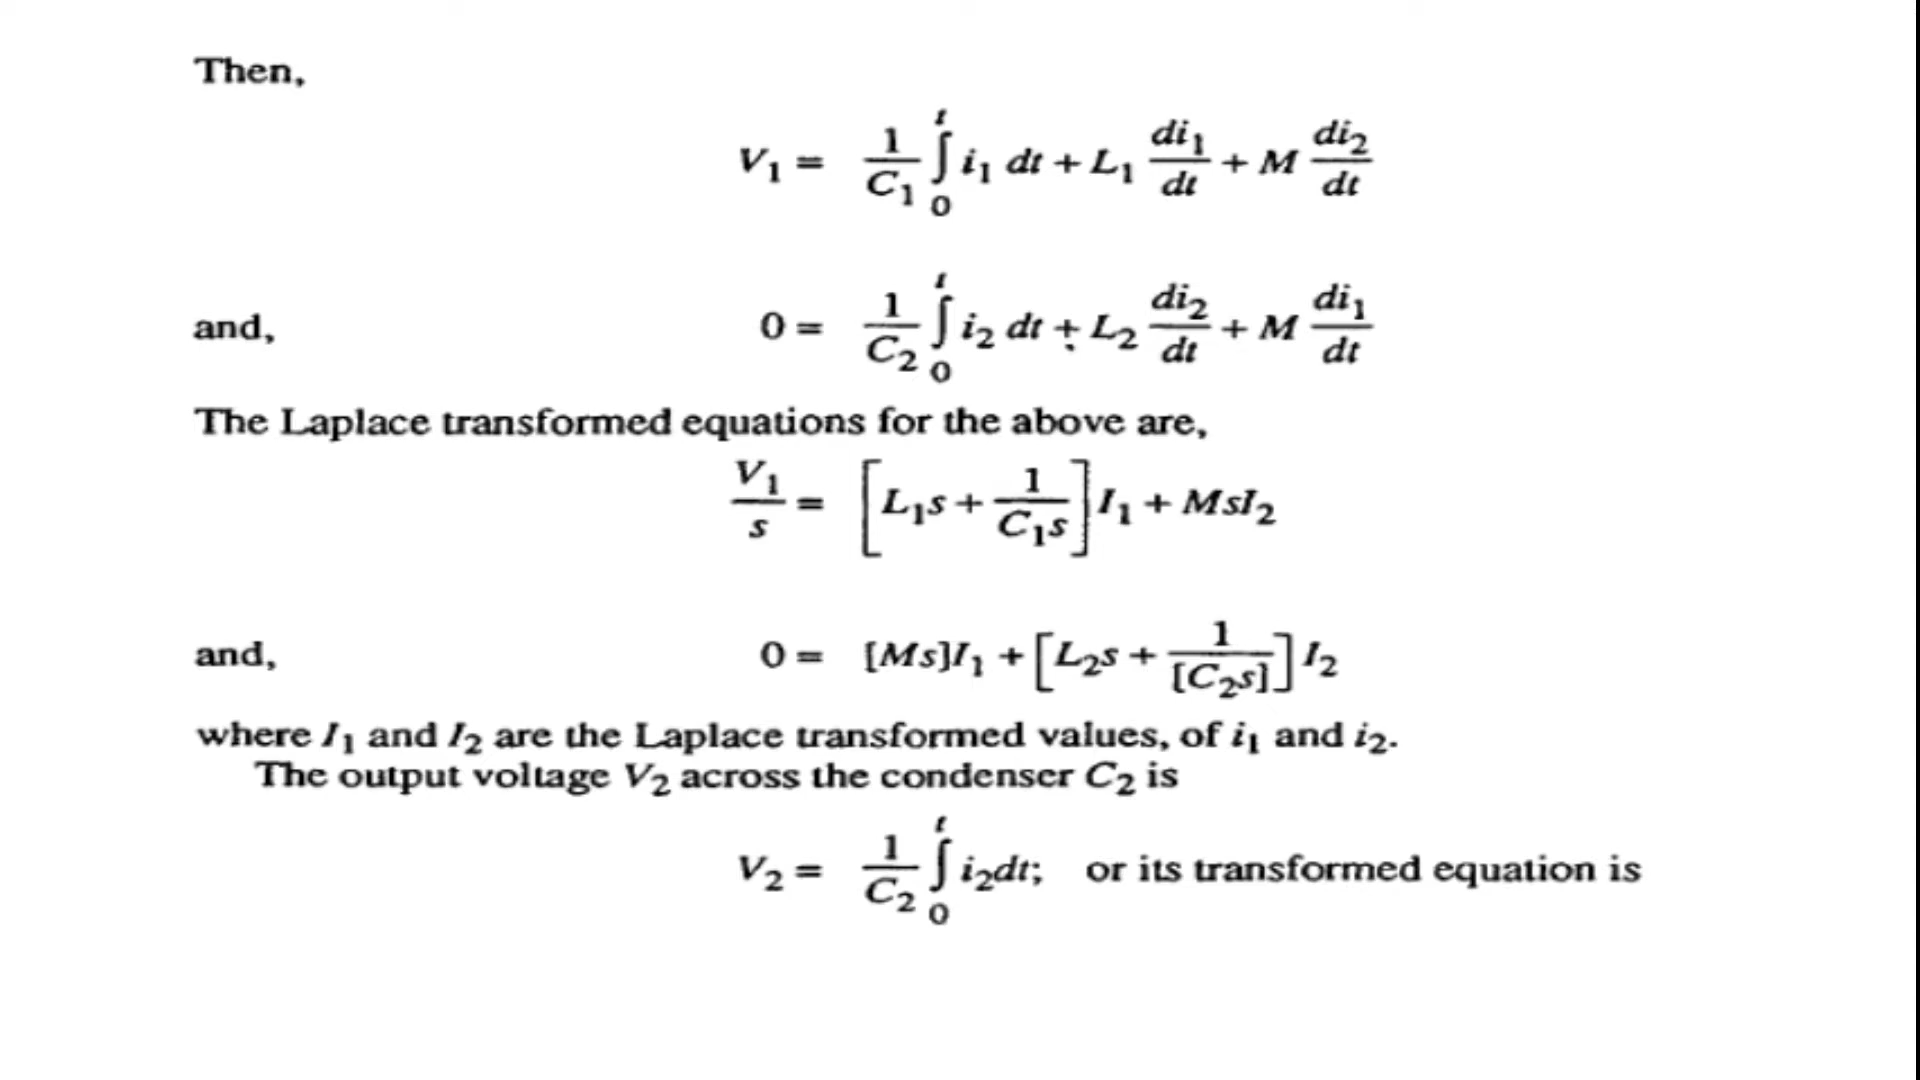 Then,
V₁ = 1/C₁ ∫₀ᵗ i₁ dt + L₁ di₁/dt + M di₂/dt
and, 0 = 1/C₂ ∫₀ᵗ i₂ dt + L₂ di₂/dt + M di₁/dt
The Laplace transformed equations for the above are,
V₁/s = [L₁s + 1/C₁s] I₁ + MsI₂
and, 0 = [Ms]I₁ + [L₂s + 1/[C₂s]] I₂
where I₁ and I₂ are the Laplace transformed values, of i₁ and i₂.
The output voltage V₂ across the condenser C₂ is
V₂ = 1/C₂ ∫₀ᵗ i₂dt; or its transformed equation is